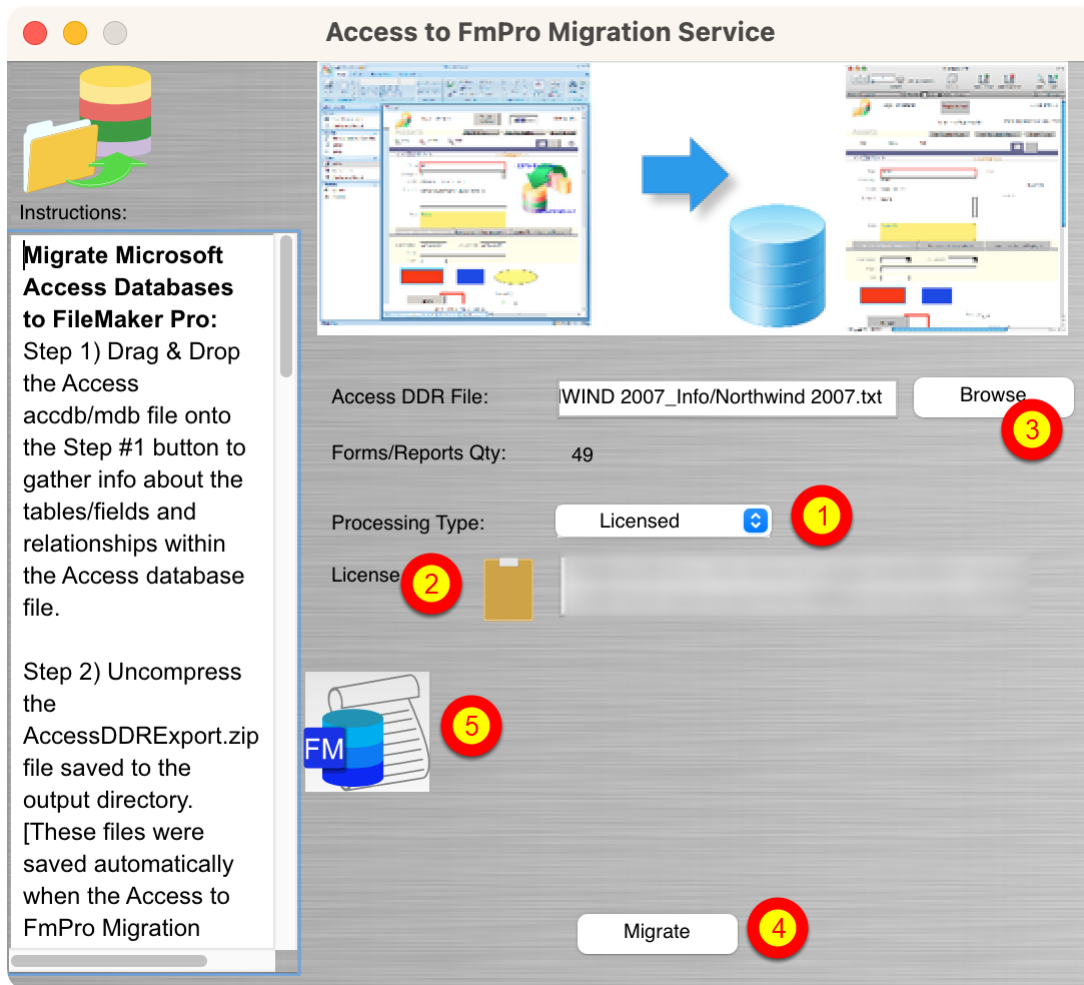 Access to FmPro Migration Service
Instructions:
Migrate Microsoft
Access Databases
to FileMaker Pro:
Step 1) Drag & Drop
the Access
accdb/mdb file onto
the Step #1 button to
gather info about the
tables/fields and
relationships within
the Access database
file.
Step 2) Uncompress
the
AccessDDRExport.zip
file saved to the
output directory.
[These files were
saved automatically
when the Access to
FmPro Migration
Access DDR File:
WIND 2007_Info/Northwind 2007.txt
Browse
3
Forms/Reports Qty:
49
Processing Type:
Licensed
1
License
2
FM
5
Migrate
4